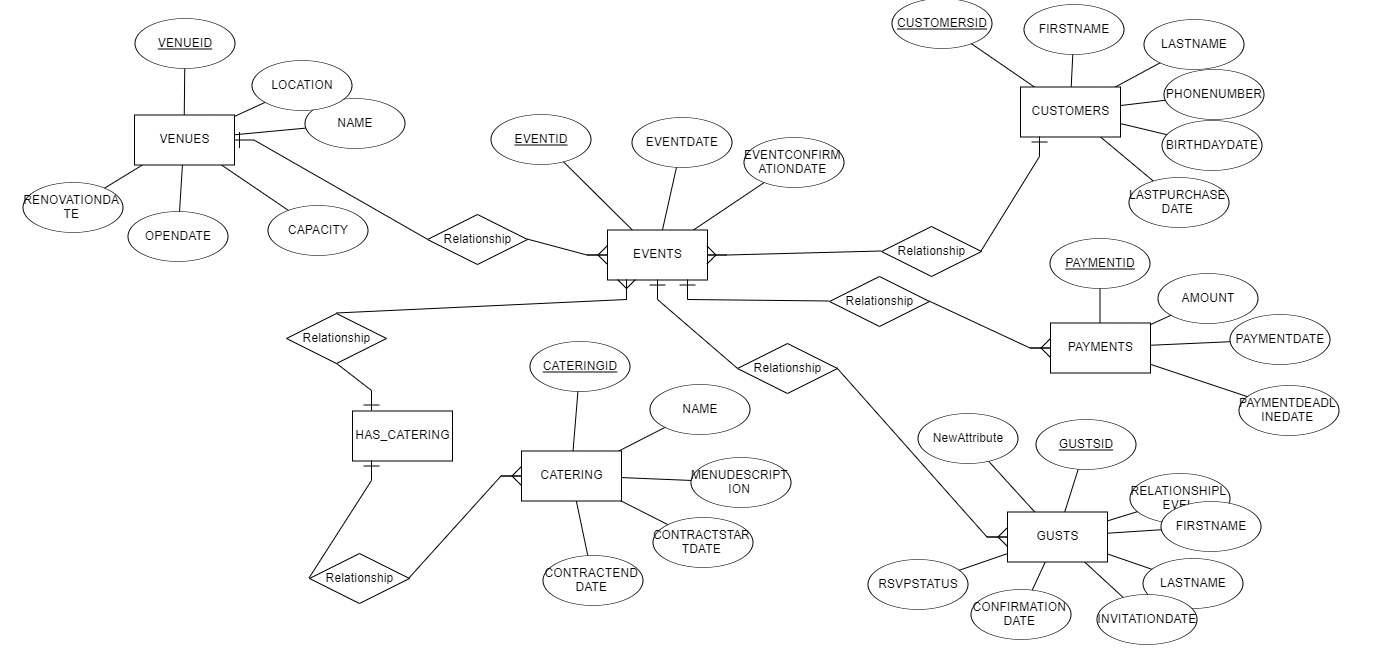 VENUEID
LOCATION
NAME
VENUES
RENOVATIONDA
TE
OPENDATE
CAPACITY
Relationship
EVENTID
EVENTDATE
EVENTCONFIRM
ATIONDATE
EVENTS
CUSTOMERSID
FIRSTNAME
LASTNAME
PHONENUMBER
BIRTHDAYDATE
LASTPURCHASE
DATE
CUSTOMERS
Relationship
PAYMENTID
AMOUNT
PAYMENTDATE
PAYMENTDEADL
INEDATE
PAYMENTS
Relationship
Relationship
Relationship
HAS_CATERING
Relationship
CATERINGID
NAME
MENUDESCRIPT
ION
CONTRACTSTAR
TDATE
CONTRACTEND
DATE
CATERING
NewAttribute
GUSTSID
RELATIONSHIPL
EVEL
FIRSTNAME
LASTNAME
INVITATIONDATE
CONFIRMATION
DATE
RSVPSTATUS
GUSTS